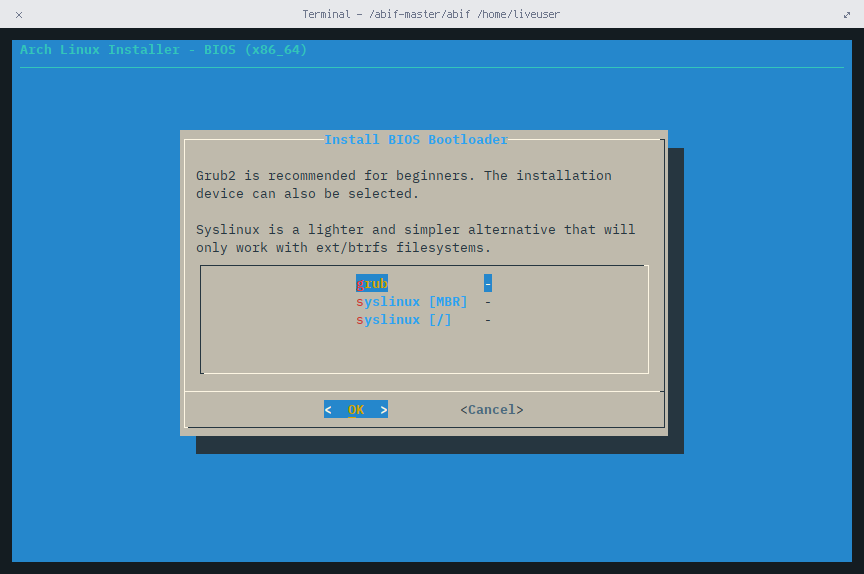 Terminal - /abif-master/abif /home/liveuser
Arch Linux Installer - BIOS (x86_64)
Install BIOS Bootloader
Grub2 is recommended for beginners. The installation
device can also be selected.
Syslinux is a lighter and simpler alternative that will
only work with ext/btrfs filesystems.
grub -
syslinux [MBR] -
syslinux [/] -
< OK > <Cancel>